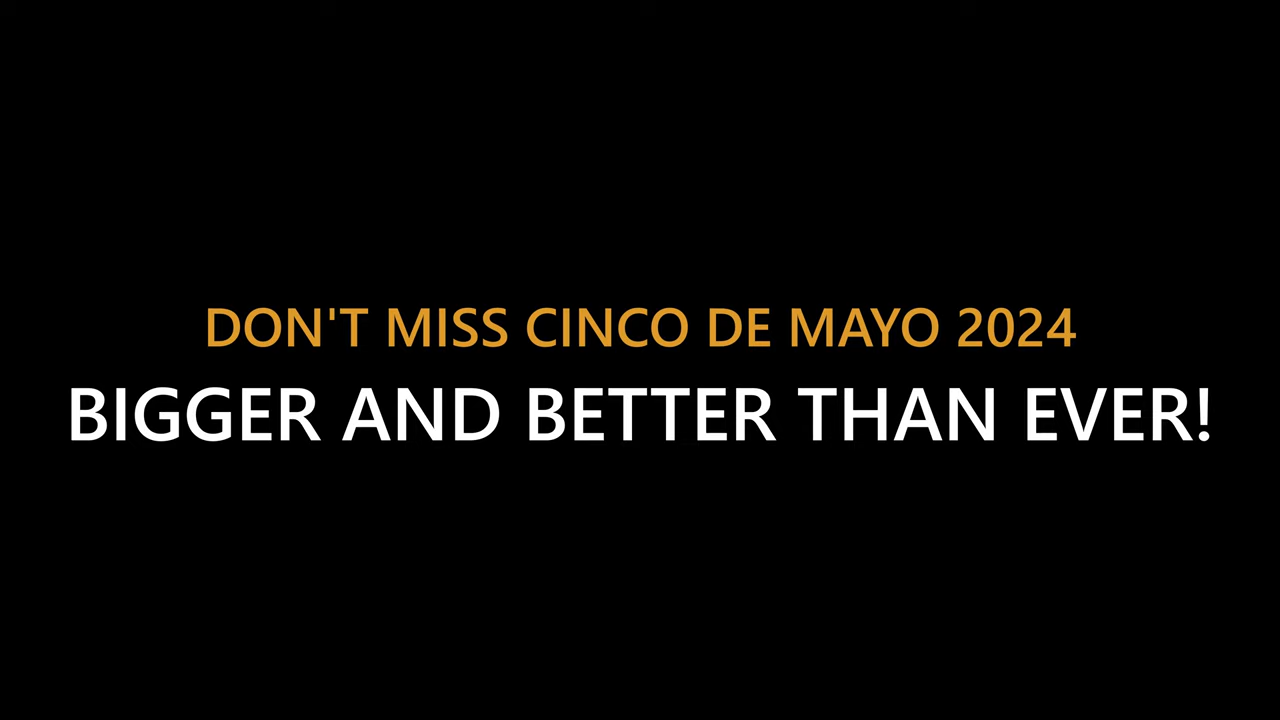 DON'T MISS CINCO DE MAYO 2024
BIGGER AND BETTER THAN EVER!